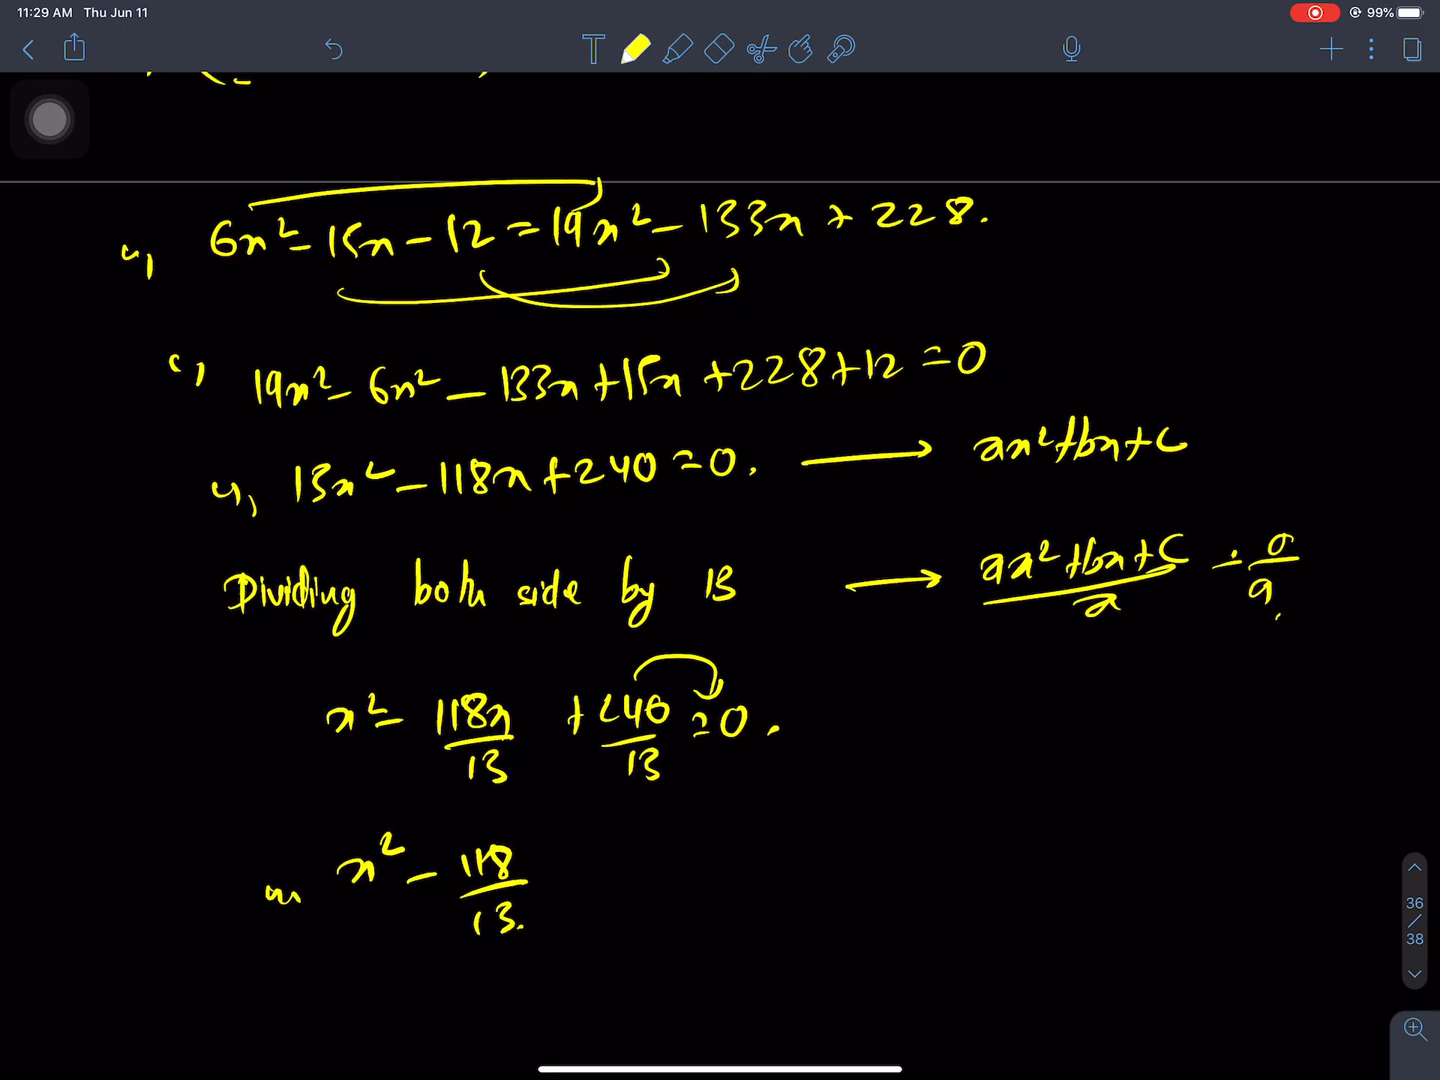 11:29 AM Thu Jun 11
99%
6x² - 15x - 12 = 19x² - 133x + 228.
19x² - 6x² - 133x + 15x + 228 + 12 = 0
13x² - 118x + 240 = 0. → ax² + bx + c
Dividing both side by 13 → (ax² + bx + c)/a = 0/a.
x² - 118x/13 + 240/13 = 0.
x² - 118/13.
36
/
38